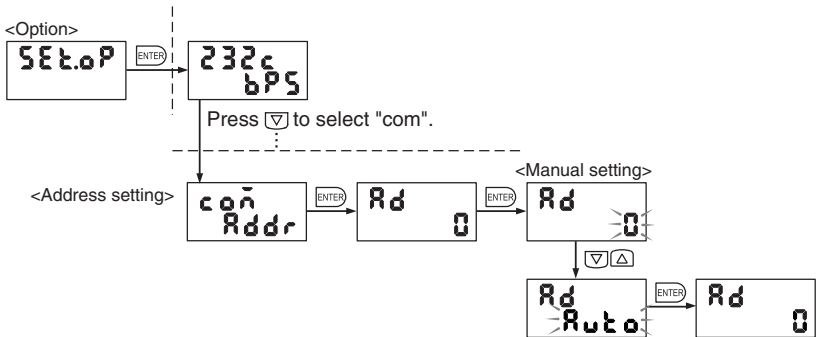 <Option>
SEt.oP
ENTER
232c
bPS
Press ▽ to select "com".
<Address setting>
com
Addr
ENTER
Ad
0
ENTER
<Manual setting>
Ad
0
▽ △
Ad
Auto
ENTER
Ad
0